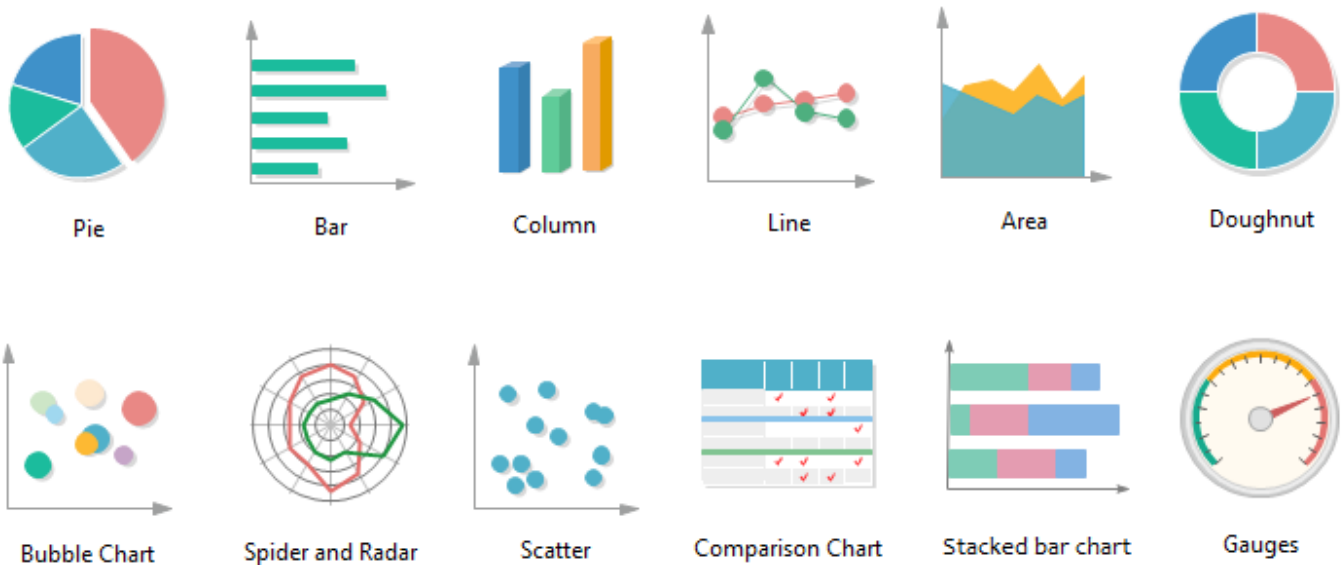 Pie
Bar
Column
Line
Area
Doughnut
Bubble Chart
Spider and Radar
Scatter
Comparison Chart
Stacked bar chart
Gauges